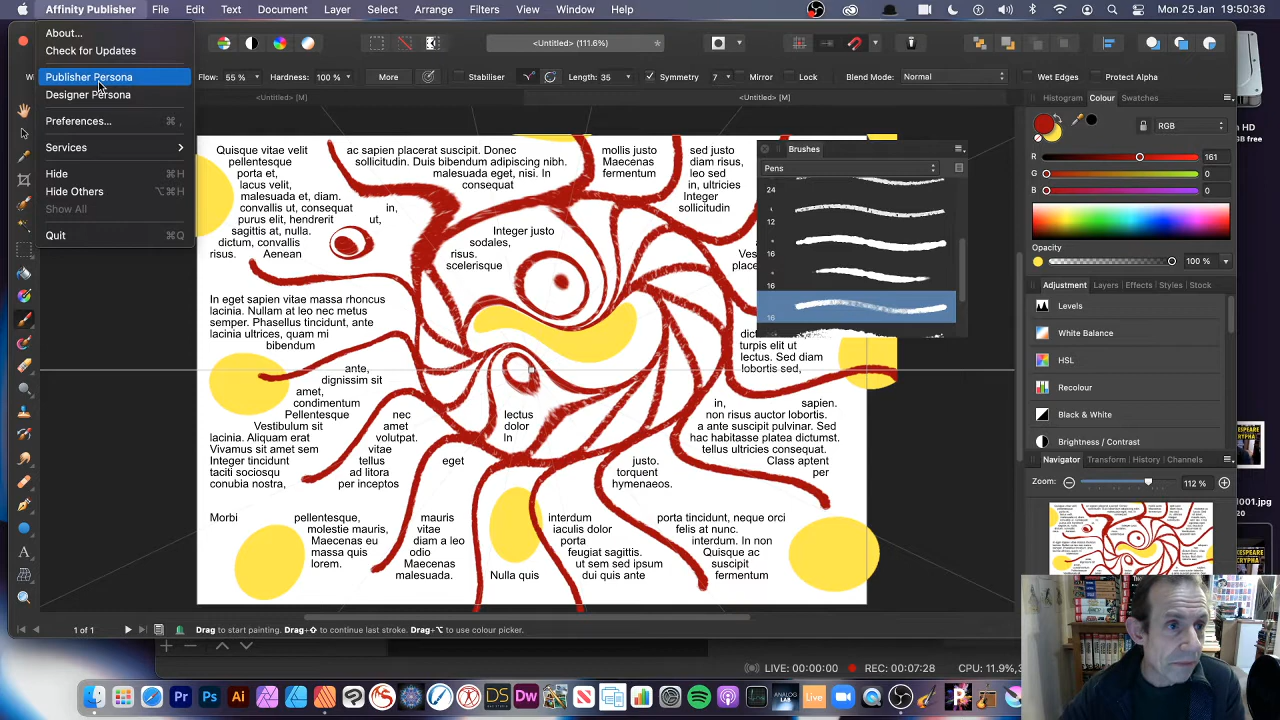 Affinity Publisher File Edit Text Document Layer Select Arrange Filters View Window Help Mon 25 Jan 19:50:36
About...
Check for Updates
Publisher Persona
Designer Persona
Preferences... ⌘ ,
Services
Hide ⌘H
Hide Others ⌥⌘H
Show All
Quit ⌘Q
<Untitled> (111.6%)
Flow: 55 % Hardness: 100 % More Stabiliser Length: 35 Symmetry 7 Mirror Lock Blend Mode: Normal Wet Edges Protect Alpha
<Untitled> [M] <Untitled> [M]
Quisque vitae velit ac sapien placerat suscipit. Donec mollis justo sed justo
pellentesque sollicitudin. Duis bibendum adipiscing nibh. Maecenas diam risus,
porta et, malesuada eget, nisi. In fermentum leo sed
lacus velit, consequat in, ultricies
malesuada et, diam. Integer
convallis ut, consequat in, sollicitudin
purus elit, hendrerit ut,
sagittis at, nulla. Integer justo
dictum, convallis sodales,
risus. Aenean risus.
scelerisque
In eget sapien vitae massa rhoncus
lacinia. Nullam at leo nec metus
semper. Phasellus tincidunt, ante
lacinia ultrices, quam mi
bibendum turpis elit ut
lectus. Sed diam
ante, lobortis sed,
dignissim sit
amet,
condimentum in, sapien.
Pellentesque nec lectus non risus auctor lobortis.
Vestibulum sit amet dolor a ante suscipit pulvinar. Sed
lacinia. Aliquam erat volutpat. In hac habitasse platea dictumst.
Vivamus sit amet sem vitae tellus ultricies consequat.
Integer tincidunt tellus eget justo. Class aptent
taciti sociosqu ad litora torquent per
conubia nostra, per inceptos hymenaeos.
Morbi pellentesque, mauris interdum porta tincidunt, neque orci
molestie mauris, vitae, iaculis dolor felis at nunc.
Maecenas eu diam a leo porta interdum. In non
massa quis odio feugiat sagittis. Quisque ac
lorem. Maecenas ut sem sed ipsum suscipit
malesuada. Nulla quis dui quis ante fermentum
Brushes
Pens
24
16
16
16
Histogram Colour Swatches
RGB
R 161
G 0
B 0
Opacity
100 %
Adjustment Layers Effects Styles Stock
Levels
White Balance
HSL
Recolour
Black & White
Brightness / Contrast
Navigator Transform History Channels
Zoom: 112 %
1 of 1 Drag to start painting. Drag+⇧ to continue last stroke. Drag+⌥ to use colour picker.
LIVE: 00:00:00 REC: 00:07:28 CPU: 11.9%,